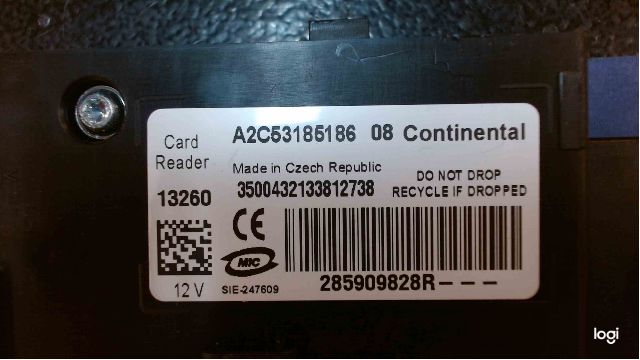 Card
Reader
13260
12 V
A2C53185186 08 Continental
Made in Czech Republic
3500432133812738
DO NOT DROP
RECYCLE IF DROPPED
CE
MIC
SIE-247609
285909828R---
logi